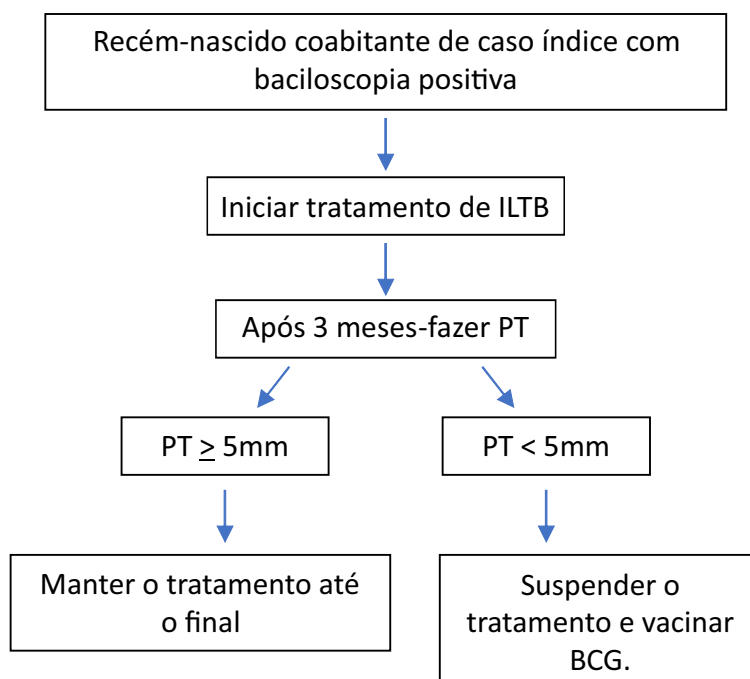 Recém-nascido coabitante de caso índice com
baciloscopia positiva
Iniciar tratamento de ILTB
Após 3 meses-fazer PT
PT ≥ 5mm
PT < 5mm
Manter o tratamento até
o final
Suspender o
tratamento e vacinar
BCG.